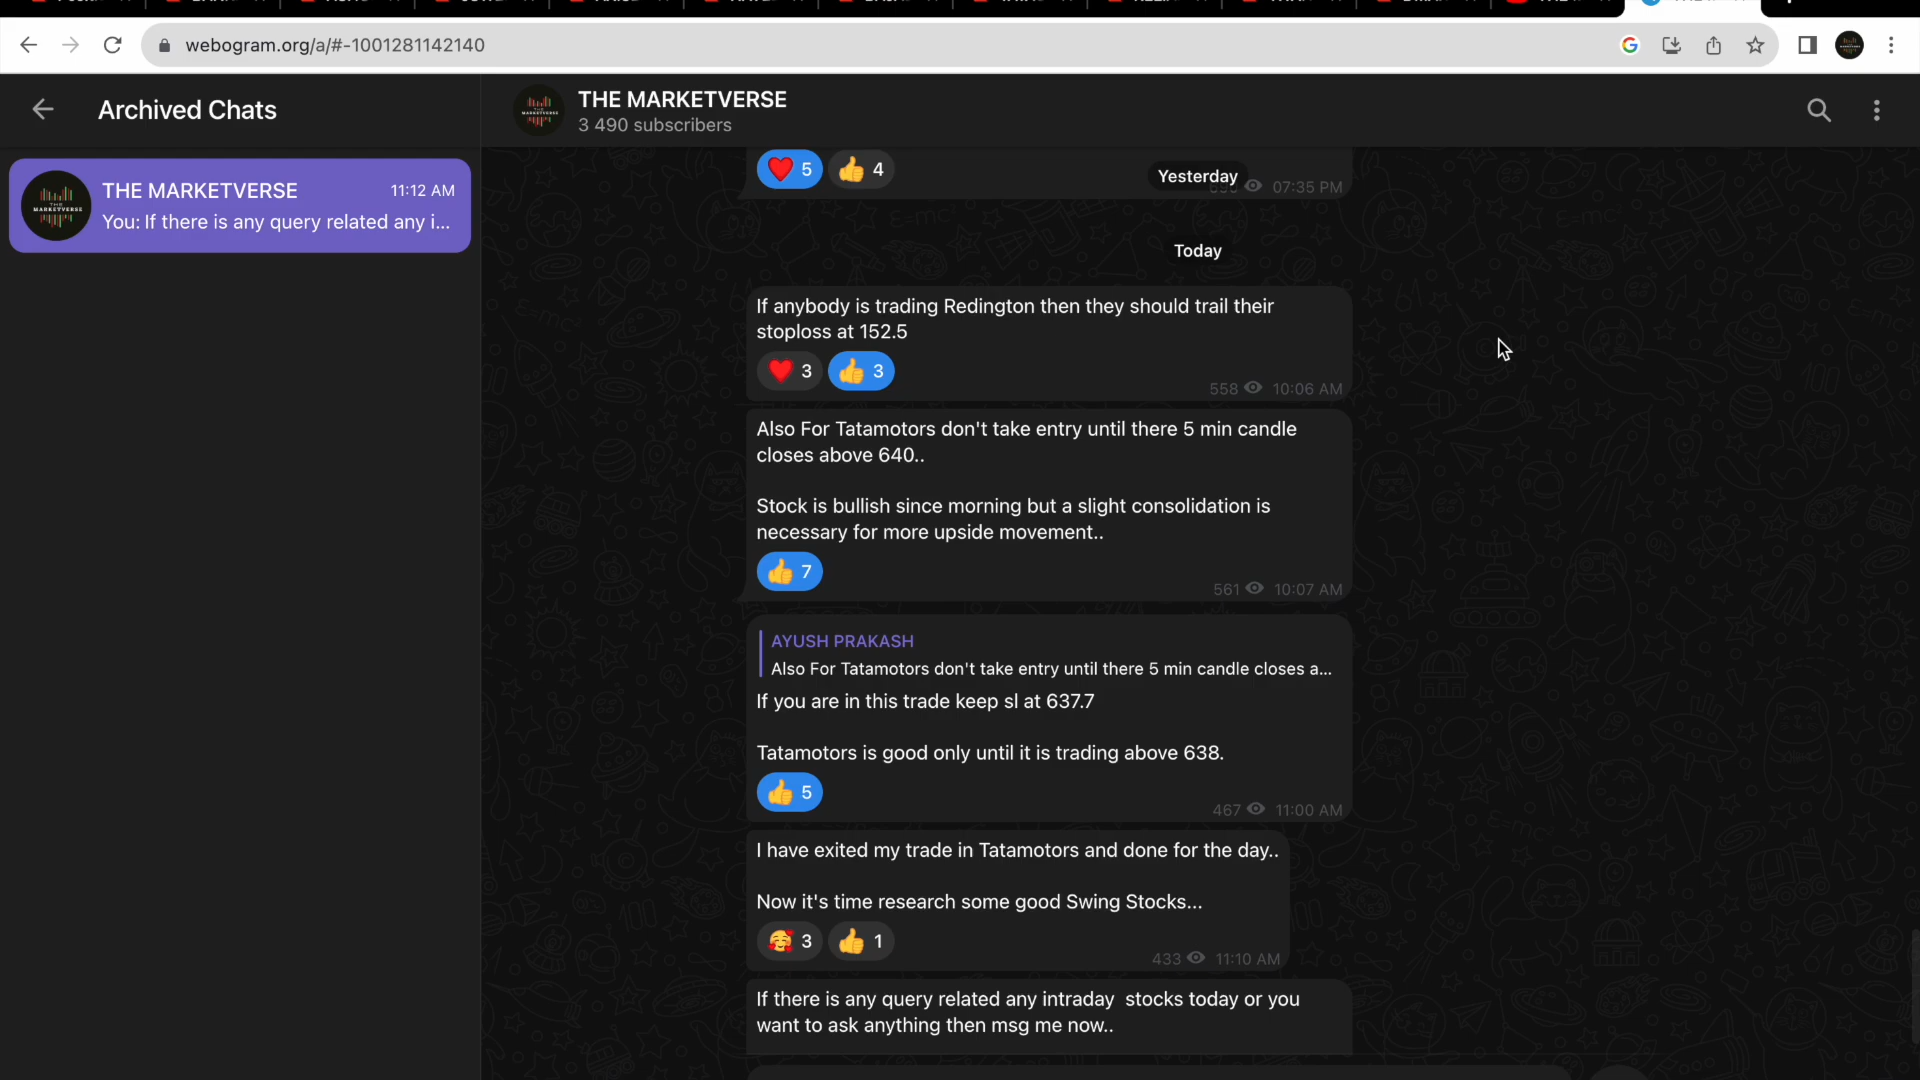 webogram.org/a/#-1001281142140
Archived Chats
THE MARKETVERSE
3 490 subscribers
THE MARKETVERSE
11:12 AM
You: If there is any query related any i...
5
4
Yesterday
07:35 PM
Today
If anybody is trading Redington then they should trail their
stoploss at 152.5
3
3
558
10:06 AM
Also For Tatamotors don't take entry until there 5 min candle
closes above 640..
Stock is bullish since morning but a slight consolidation is
necessary for more upside movement..
7
561
10:07 AM
AYUSH PRAKASH
Also For Tatamotors don't take entry until there 5 min candle closes a...
If you are in this trade keep sl at 637.7
Tatamotors is good only until it is trading above 638.
5
467
11:00 AM
I have exited my trade in Tatamotors and done for the day..
Now it's time research some good Swing Stocks...
3
1
433
11:10 AM
If there is any query related any intraday  stocks today or you
want to ask anything then msg me now..